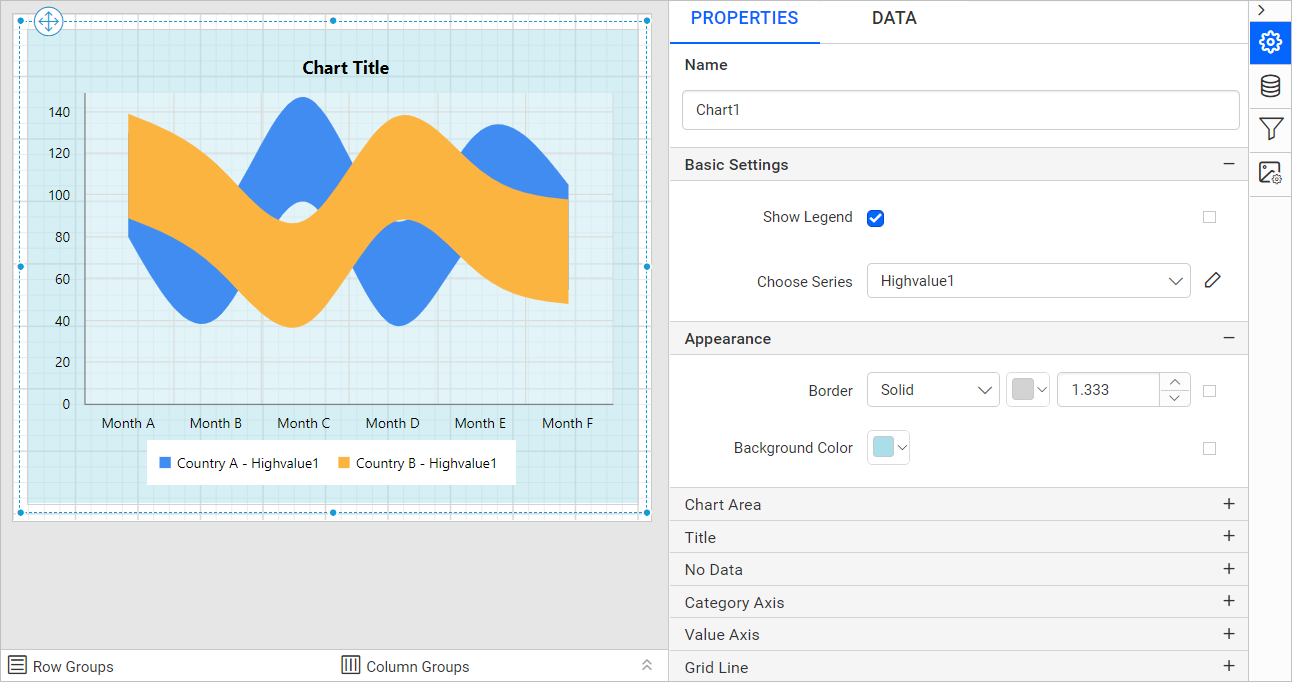 PROPERTIES DATA
Name
Chart1
Basic Settings
Show Legend
Choose Series Highvalue1
Appearance
Border Solid 1.333
Background Color
Chart Area
Title
No Data
Category Axis
Value Axis
Grid Line
Chart Title
140
120
100
80
60
40
20
0
Month A Month B Month C Month D Month E Month F
Country A - Highvalue1 Country B - Highvalue1
Row Groups Column Groups